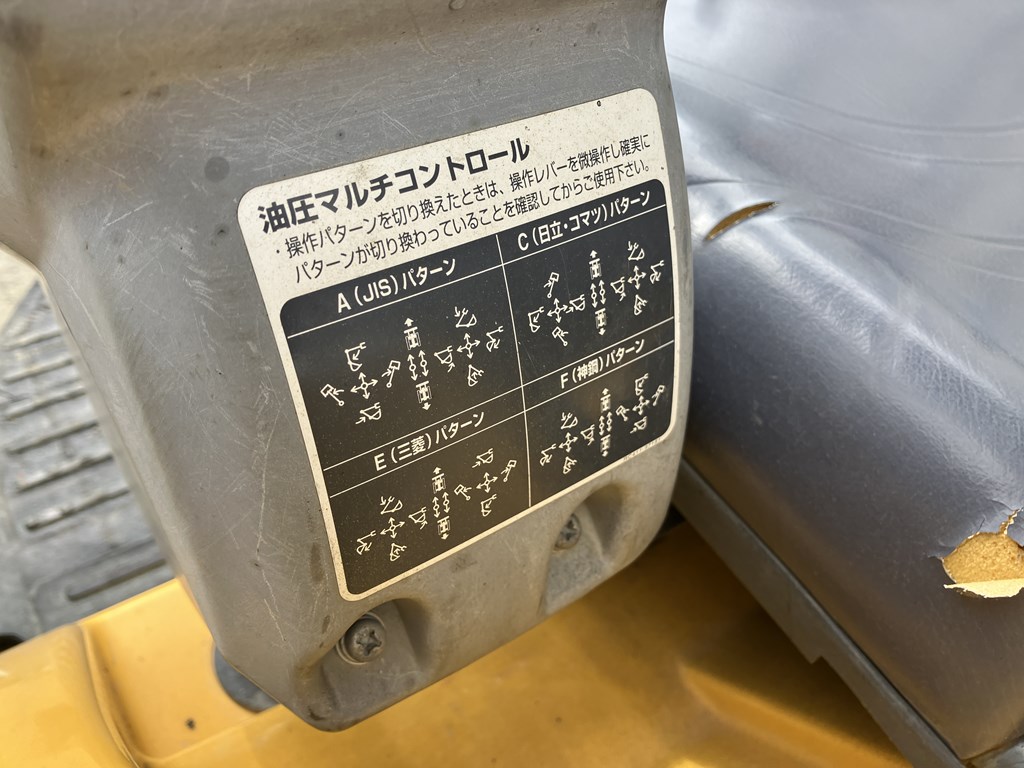 油圧マルチコントロール
・操作パターンを切り換えたときは、操作レバーを微操作し確実に
パターンが切り換わっていることを確認してからご使用下さい。
A(JIS)パターン
C(日立・コマツ)パターン
E(三菱)パターン
F(神鋼)パターン